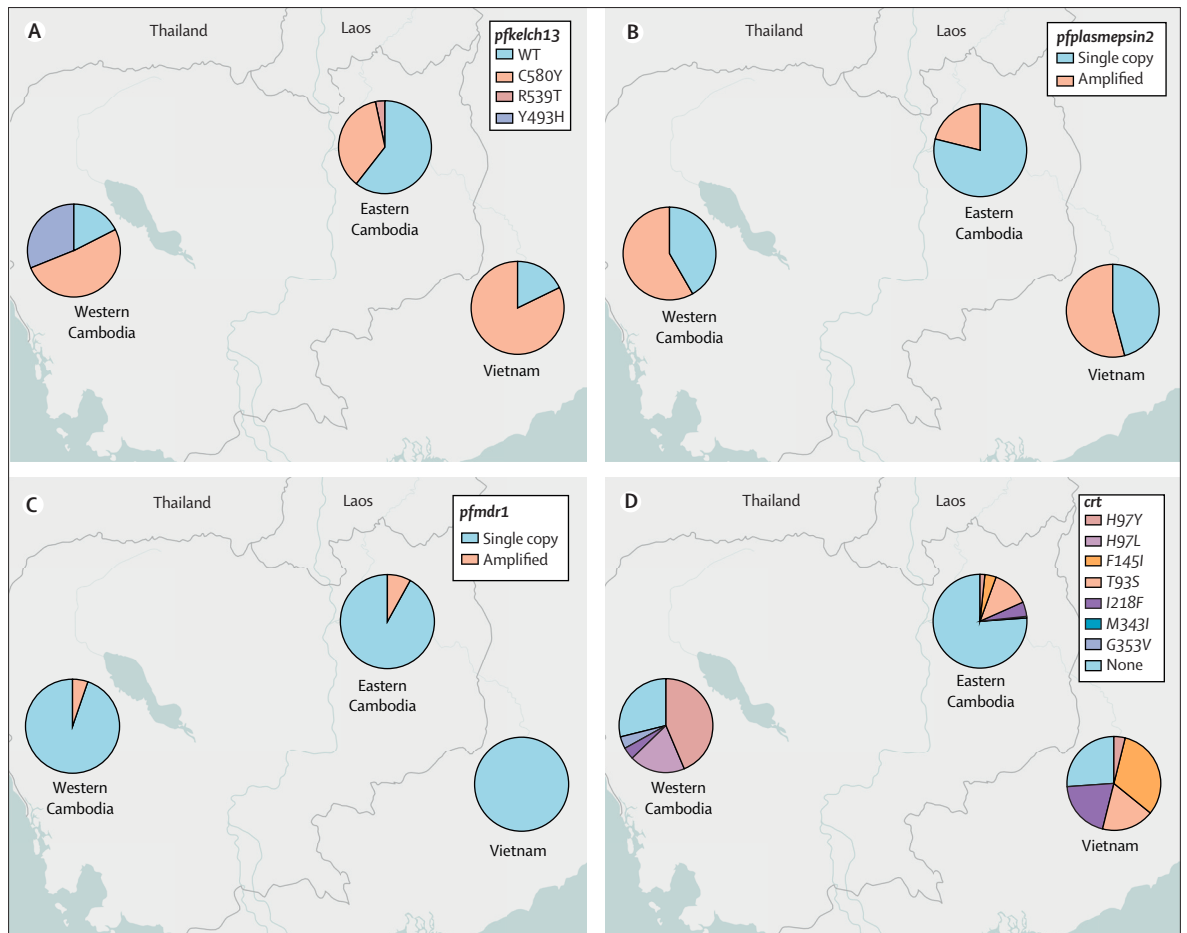 A
Thailand
Laos
pfkelch13
WT
C580Y
R539T
Y493H
Eastern
Cambodia
Western
Cambodia
Vietnam
B
Thailand
Laos
pfplasmepsin2
Single copy
Amplified
Eastern
Cambodia
Western
Cambodia
Vietnam
C
Thailand
Laos
pfmdr1
Single copy
Amplified
Eastern
Cambodia
Western
Cambodia
Vietnam
D
Thailand
Laos
crt
H97Y
H97L
F145I
T93S
I218F
M343I
G353V
None
Eastern
Cambodia
Western
Cambodia
Vietnam